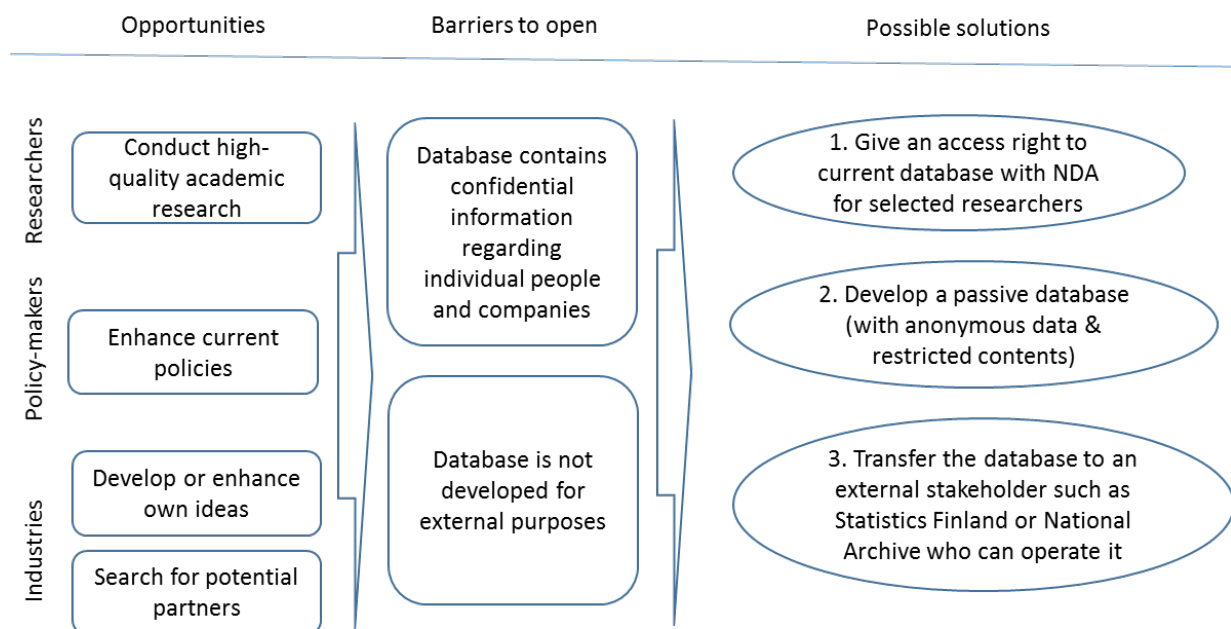 Opportunities
Barriers to open
Possible solutions
Researchers
Conduct high-
quality academic
research
Policy-makers
Enhance current
policies
Industries
Develop or enhance
own ideas
Search for potential
partners
Database contains
confidential
information
regarding
individual people
and companies
Database is not
developed for
external purposes
1. Give an access right to
current database with NDA
for selected researchers
2. Develop a passive database
(with anonymous data &
restricted contents)
3. Transfer the database to an
external stakeholder such as
Statistics Finland or National
Archive who can operate it